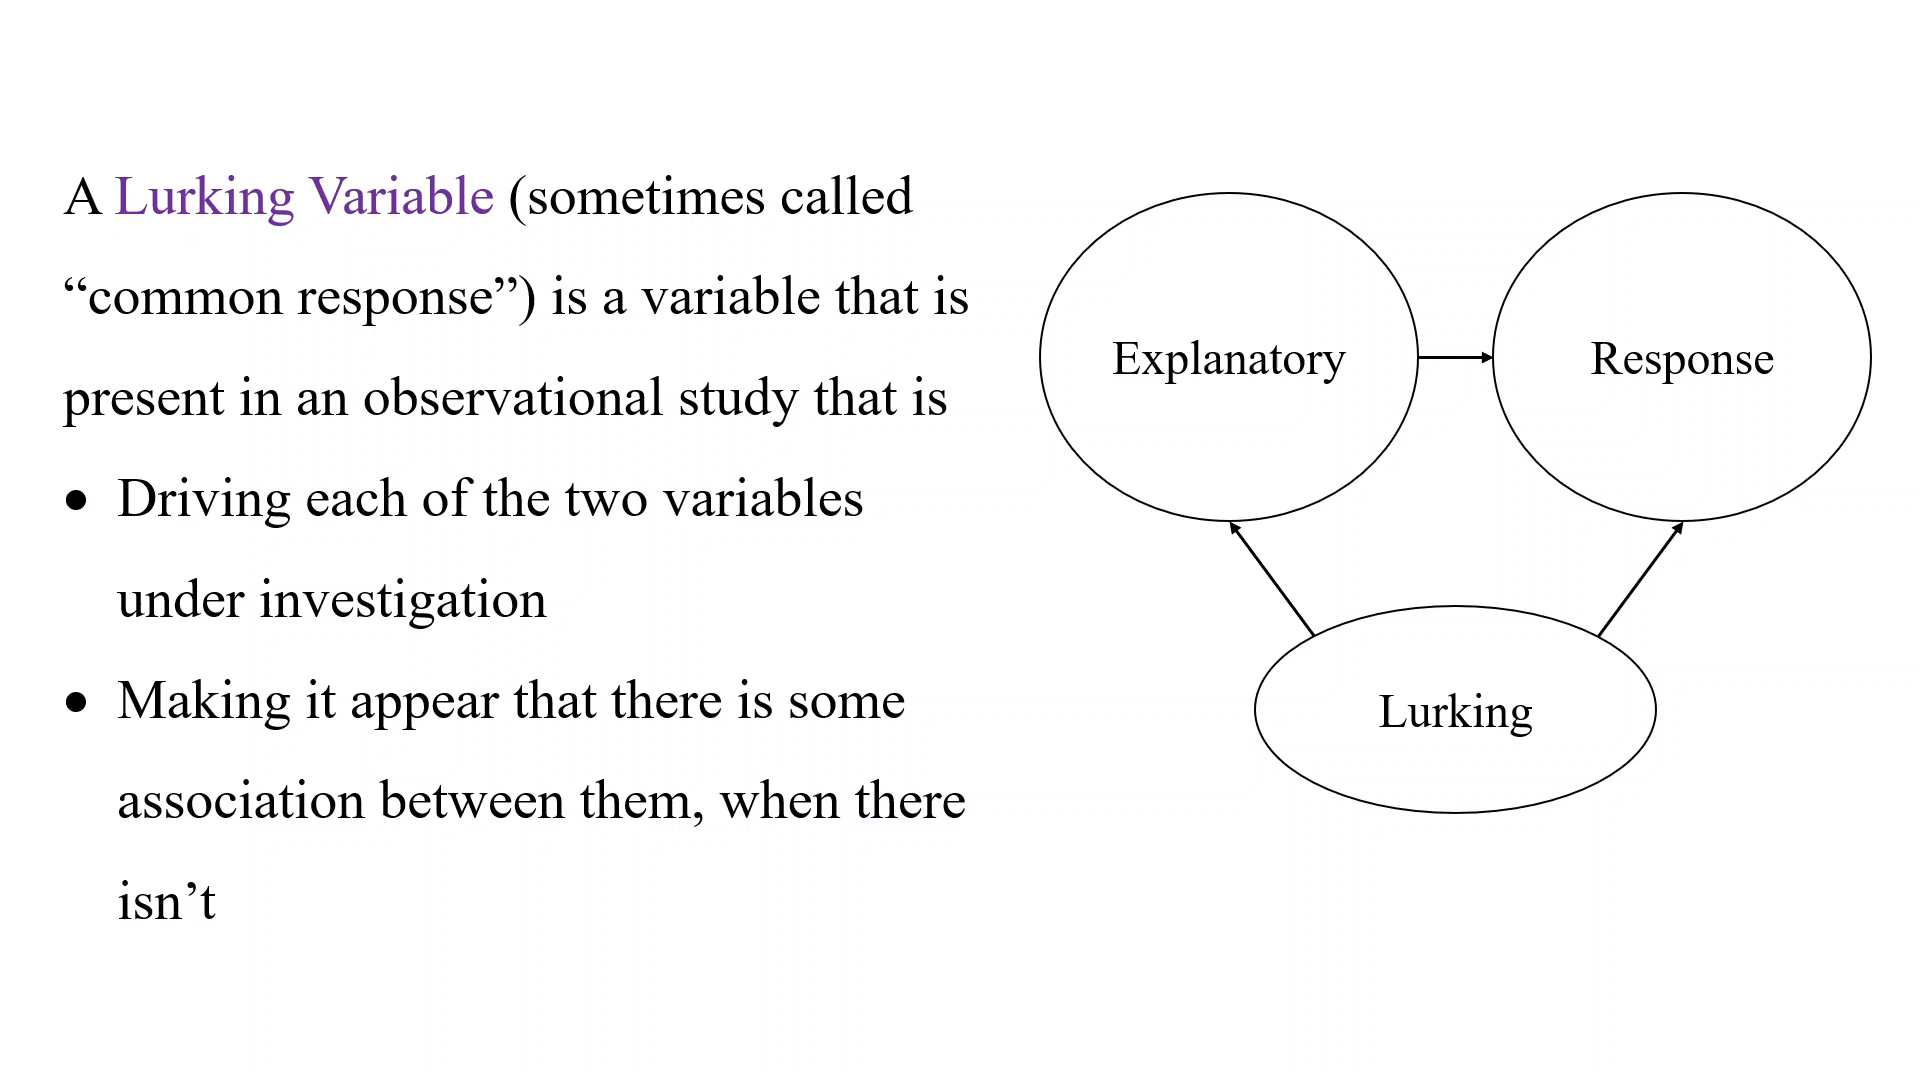 A Lurking Variable (sometimes called
“common response”) is a variable that is
present in an observational study that is
• Driving each of the two variables
under investigation
• Making it appear that there is some
association between them, when there
isn’t
Explanatory
Response
Lurking